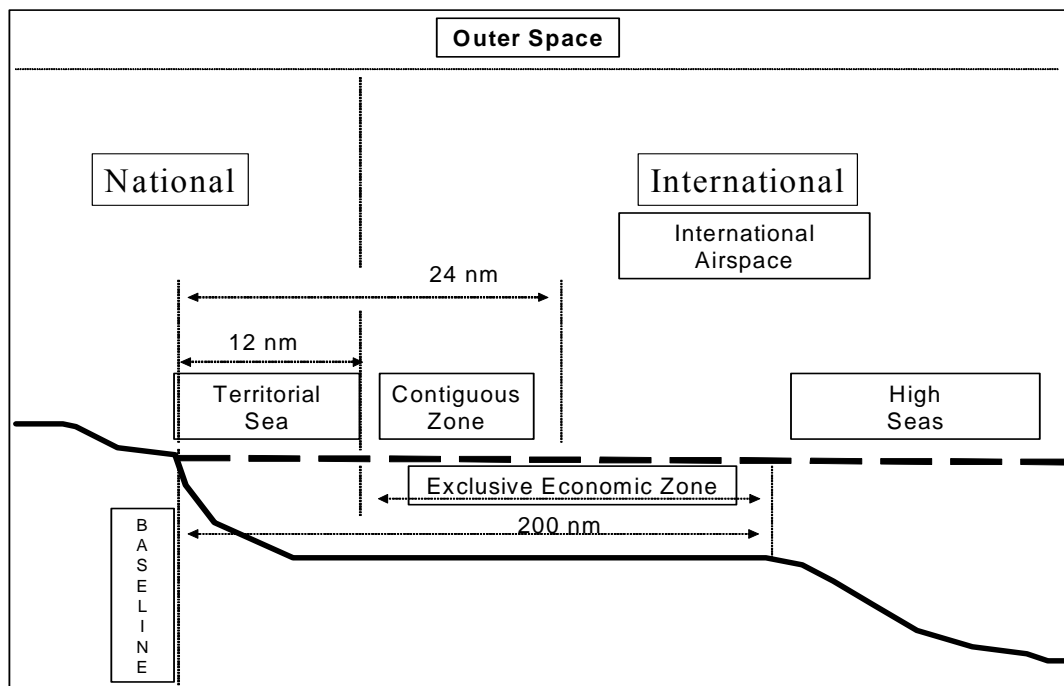 Outer Space
National
International
International
Airspace
24 nm
12 nm
Territorial
Sea
Contiguous
Zone
High
Seas
Exclusive Economic Zone
200 nm
B
A
S
E
L
I
N
E